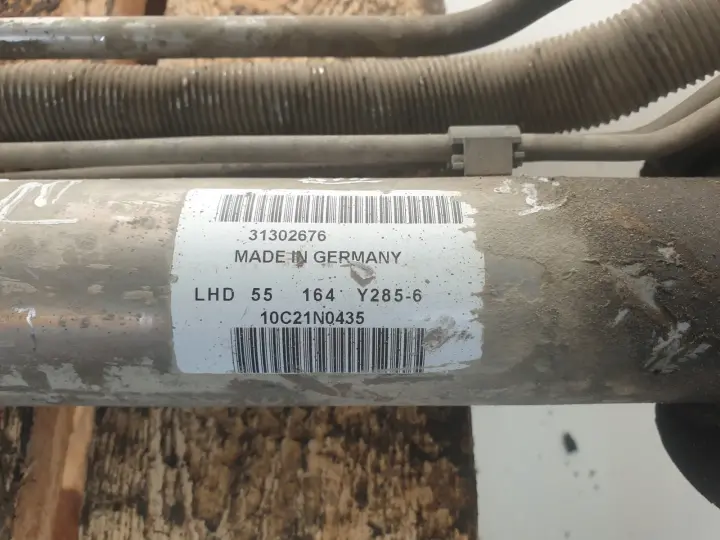 31302676
MADE IN GERMANY
LHD 55 164 Y285-6
10C21N0435